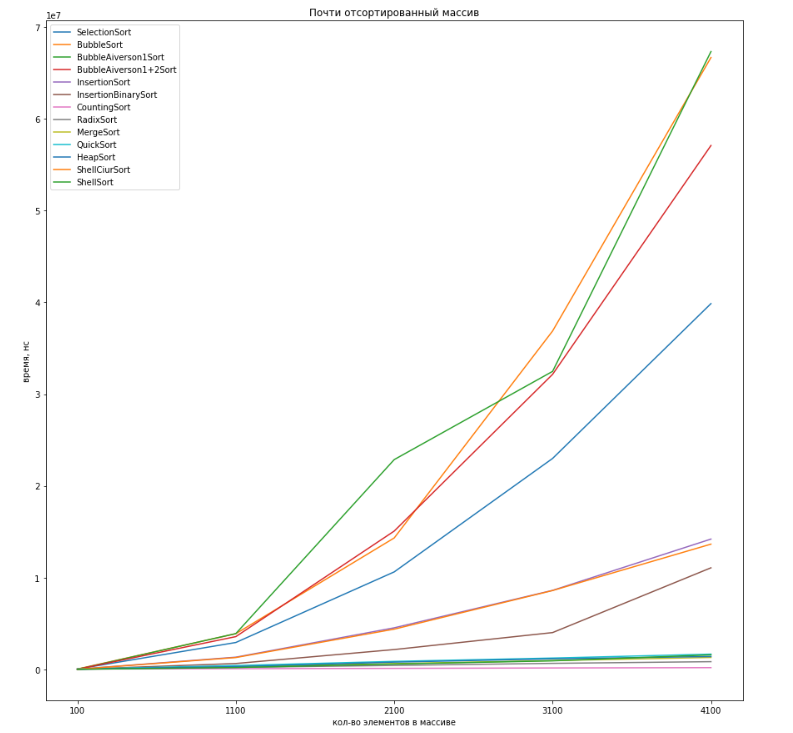 Почти отсортированный массив
1e7
SelectionSort
BubbleSort
BubbleAiverson1Sort
BubbleAiverson1+2Sort
InsertionSort
InsertionBinarySort
CountingSort
RadixSort
MergeSort
QuickSort
HeapSort
ShellCiurSort
ShellSort
7
6
5
4
3
2
1
0
время, нс
100 1100 2100 3100 4100
кол-во элементов в массиве